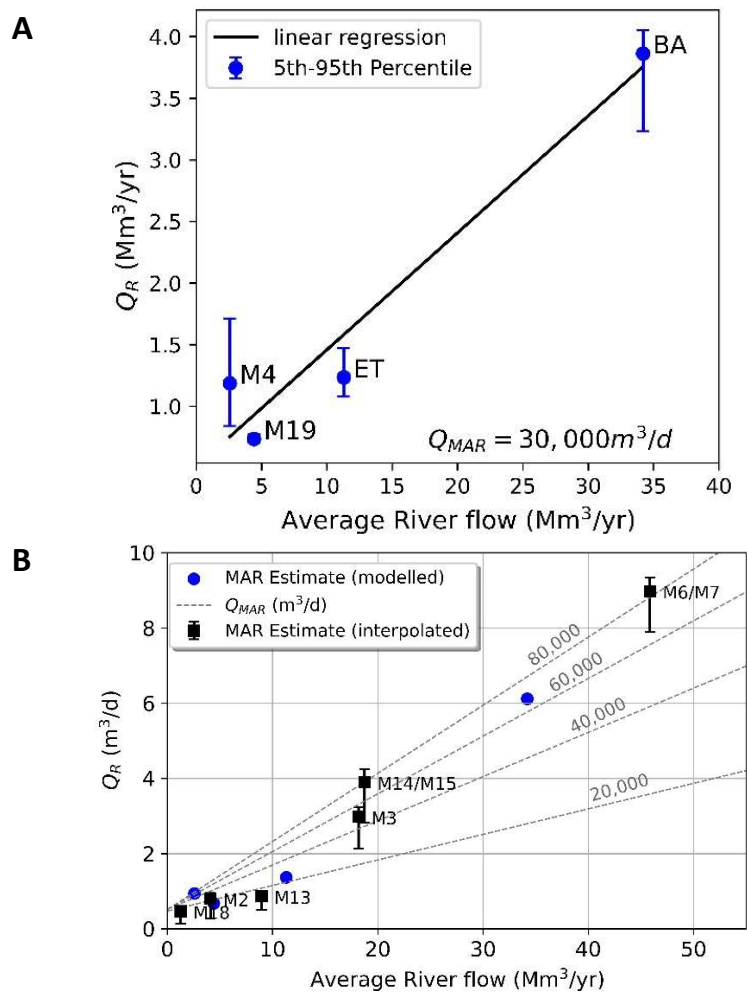 A
linear regression
5th-95th Percentile
BA
M4
ET
M19
Q_MAR = 30,000m³/d
4.0
3.5
3.0
2.5
2.0
1.5
1.0
Q_R (Mm³/yr)
0 5 10 15 20 25 30 35 40
Average River flow (Mm³/yr)
B
MAR Estimate (modelled)
Q_MAR (m³/d)
MAR Estimate (interpolated)
M6/M7
80,000
60,000
40,000
20,000
M14/M15
M3
M13
M2
M18
10
8
6
4
2
0
Q_R (m³/d)
0 10 20 30 40 50
Average River flow (Mm³/yr)